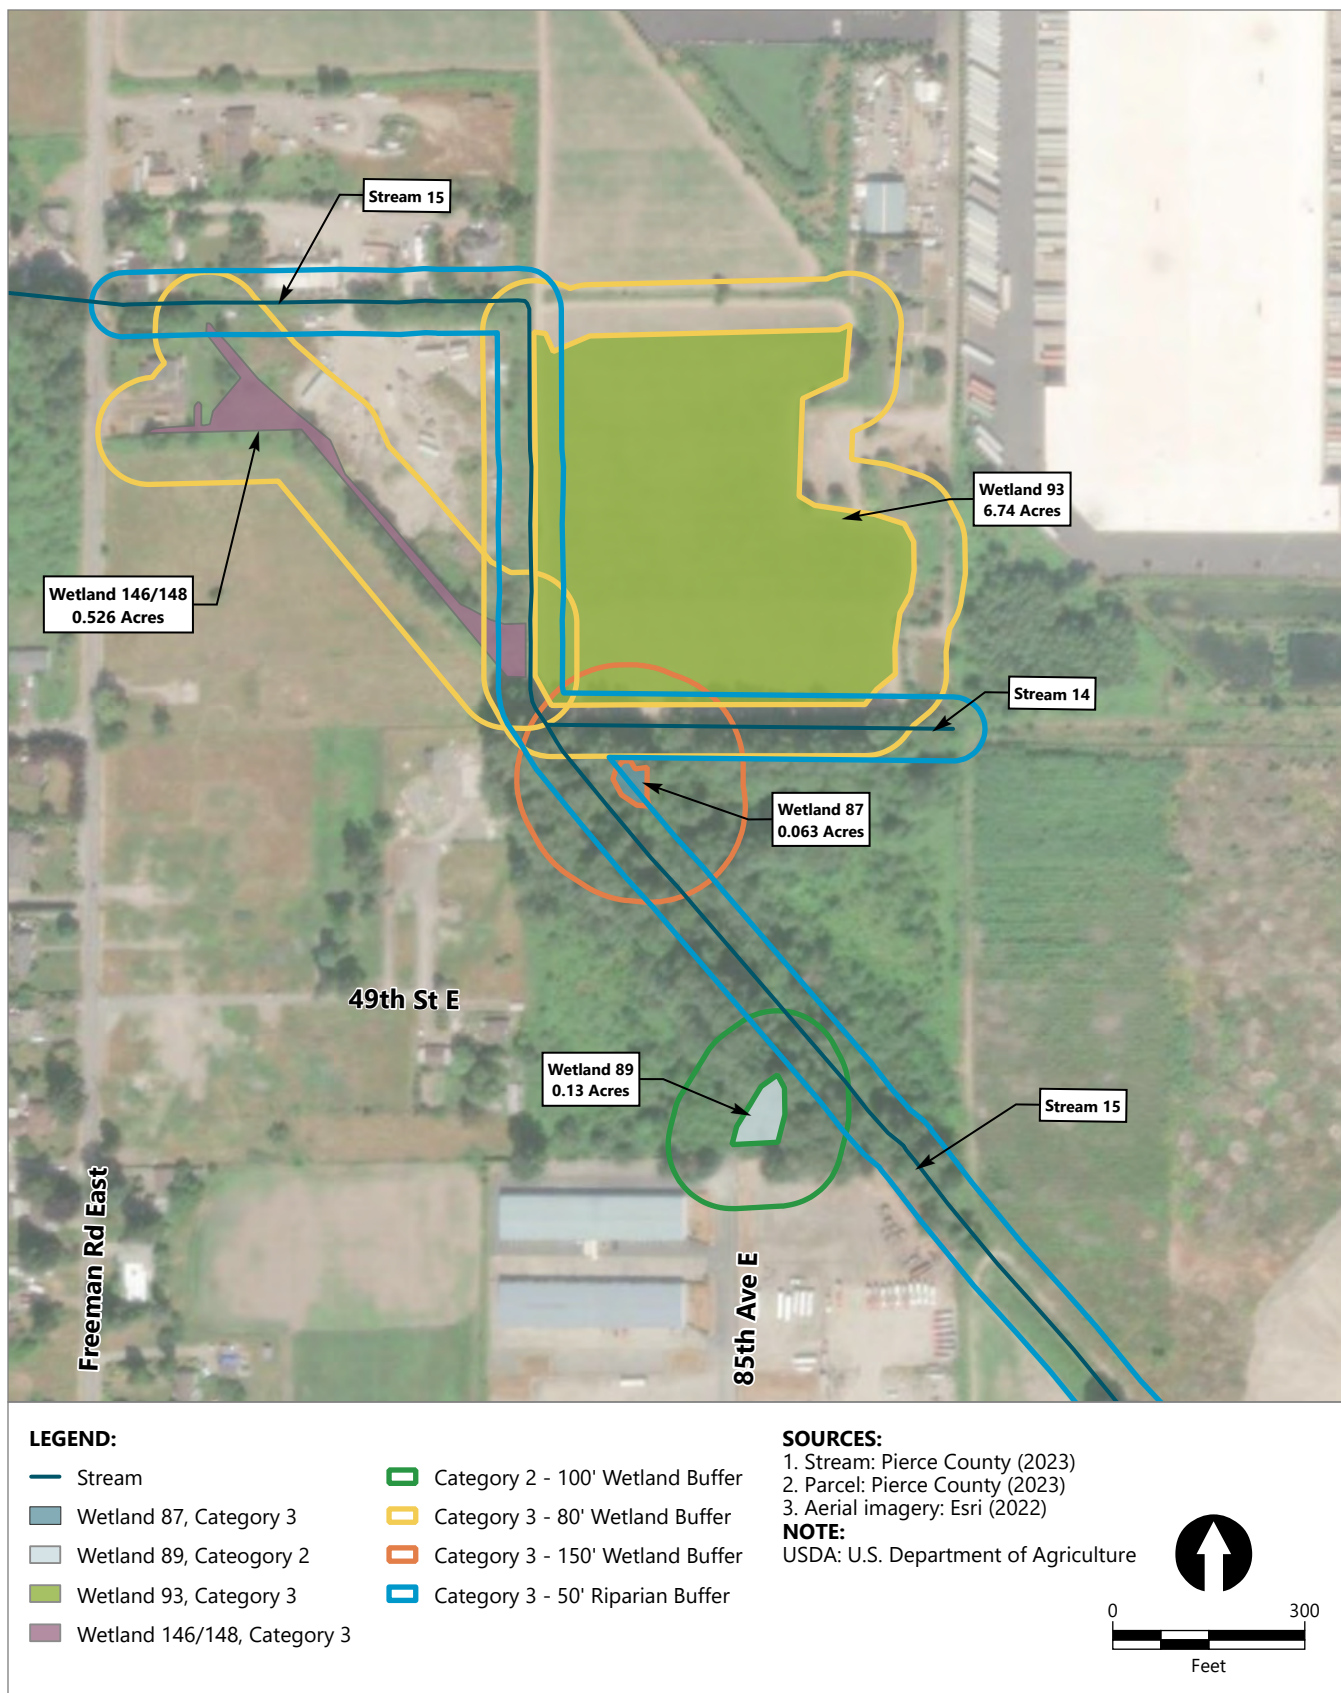 Stream 15
Wetland 93
6.74 Acres
Wetland 146/148
0.526 Acres
Stream 14
Wetland 87
0.063 Acres
49th St E
Wetland 89
0.13 Acres
Stream 15
Freeman Rd East
85th Ave E
LEGEND:
Stream
Wetland 87, Category 3
Wetland 89, Cateogory 2
Wetland 93, Category 3
Wetland 146/148, Category 3
Category 2 - 100' Wetland Buffer
Category 3 - 80' Wetland Buffer
Category 3 - 150' Wetland Buffer
Category 3 - 50' Riparian Buffer
SOURCES:
1. Stream: Pierce County (2023)
2. Parcel: Pierce County (2023)
3. Aerial imagery: Esri (2022)
NOTE:
USDA: U.S. Department of Agriculture
0 300
Feet